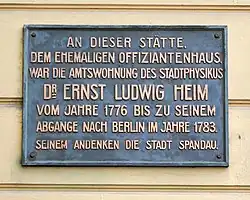 AN DIESER STÄTTE,
DEM EHEMALIGEN OFFIZIANTENHAUS,
WAR DIE AMTSWOHNUNG DES STADTPHYSIKUS
DR ERNST LUDWIG HEIM
VOM JAHRE 1776 BIS ZU SEINEM
ABGANGE NACH BERLIN IM JAHRE 1783.
SEINEM ANDENKEN DIE STADT SPANDAU.